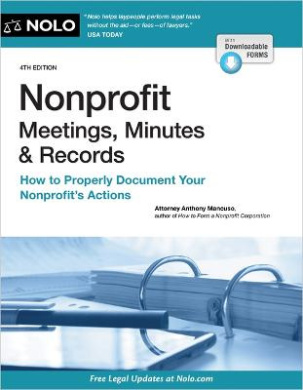 NOLO
"Nolo helps laypeople perform legal tasks
without the aid—or fees—of lawyers."
USA TODAY
WITH
Downloadable
FORMS
4TH EDITION
Nonprofit
Meetings, Minutes
& Records
How to Properly Document Your
Nonprofit's Actions
Attorney Anthony Mancuso,
author of How to Form a Nonprofit Corporation
Free Legal Updates at Nolo.com